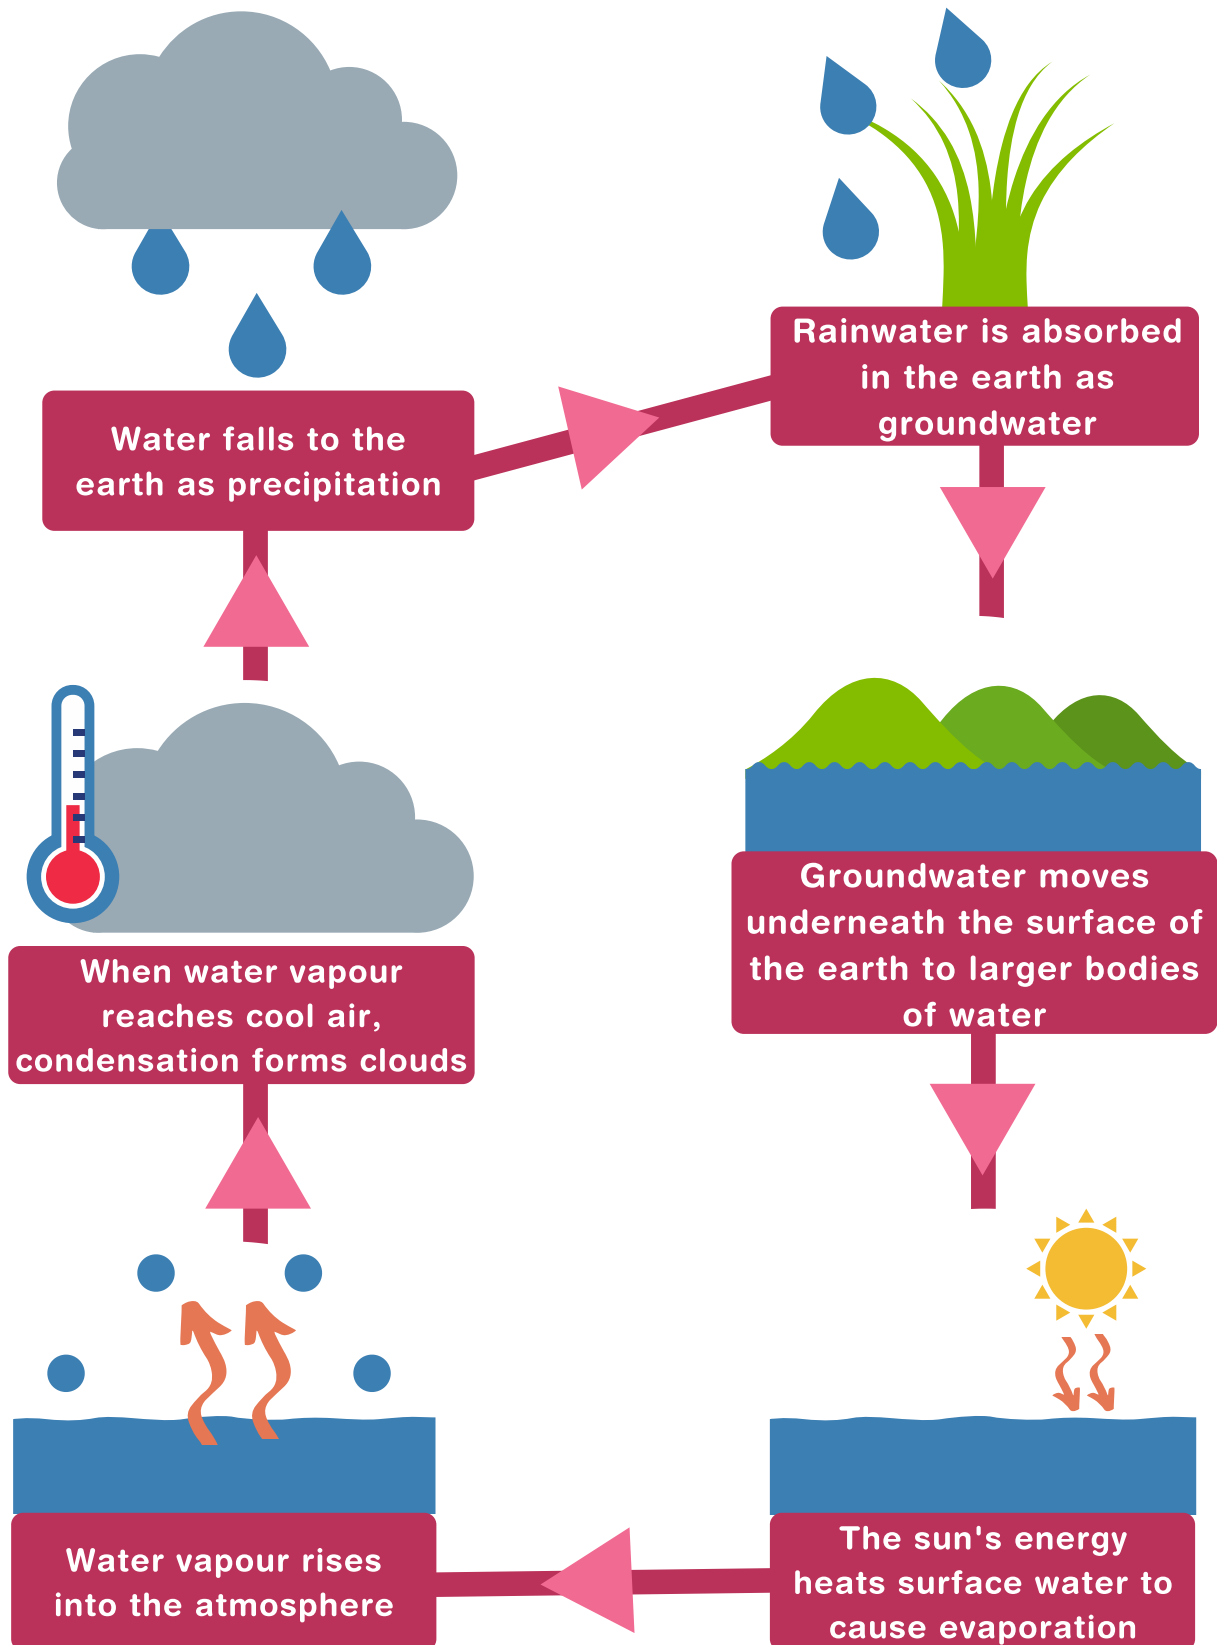 Water falls to the
earth as precipitation
Rainwater is absorbed
in the earth as
groundwater
Groundwater moves
underneath the surface of
the earth to larger bodies
of water
The sun's energy
heats surface water to
cause evaporation
Water vapour rises
into the atmosphere
When water vapour
reaches cool air,
condensation forms clouds